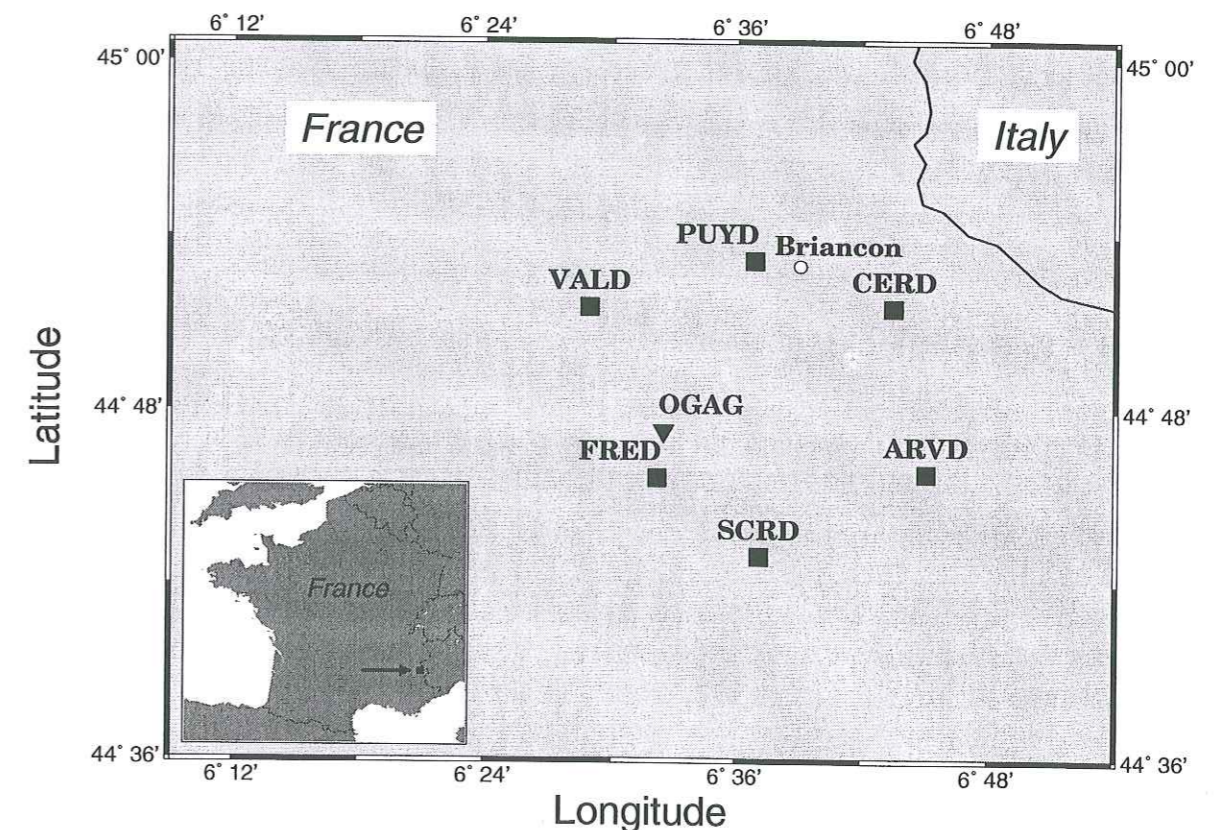 6° 12'
6° 24'
6° 36'
6° 48'
45° 00'
45° 00'
France
Italy
PUYD
Briancon
VALD
CERD
44° 48'
44° 48'
OGAG
FRED
ARVD
SCRD
France
44° 36'
44° 36'
6° 12'
6° 24'
6° 36'
6° 48'
Longitude
Latitude